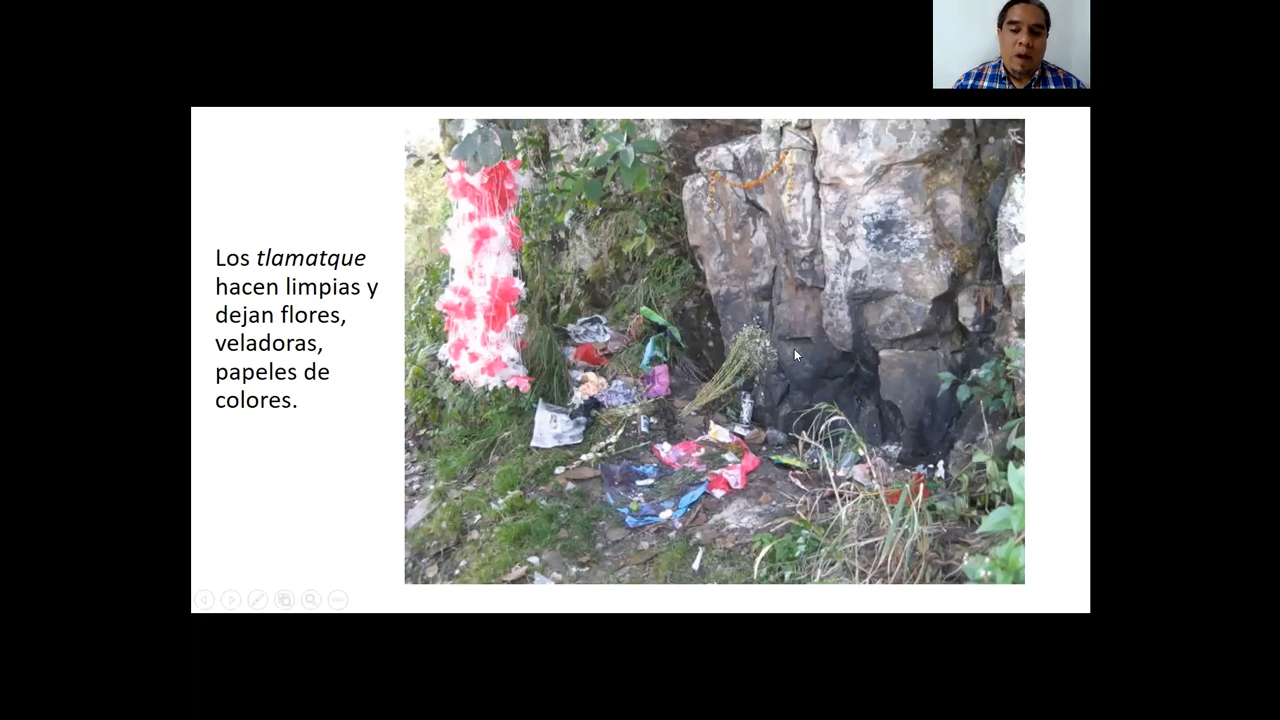 Los tlamatque
hacen limpias y
dejan flores,
veladoras,
papeles de
colores.